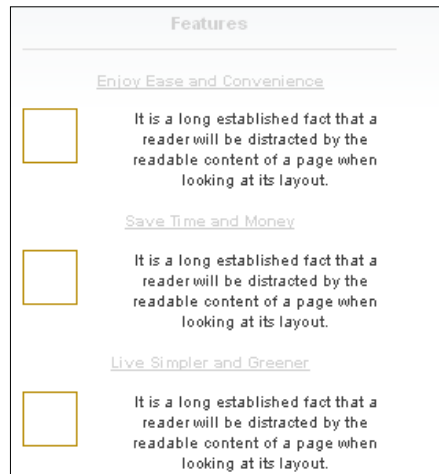 Features
Enjoy Ease and Convenience
It is a long established fact that a
reader will be distracted by the
readable content of a page when
looking at its layout.
Save Time and Money
It is a long established fact that a
reader will be distracted by the
readable content of a page when
looking at its layout.
Live Simpler and Greener
It is a long established fact that a
reader will be distracted by the
readable content of a page when
looking at its layout.